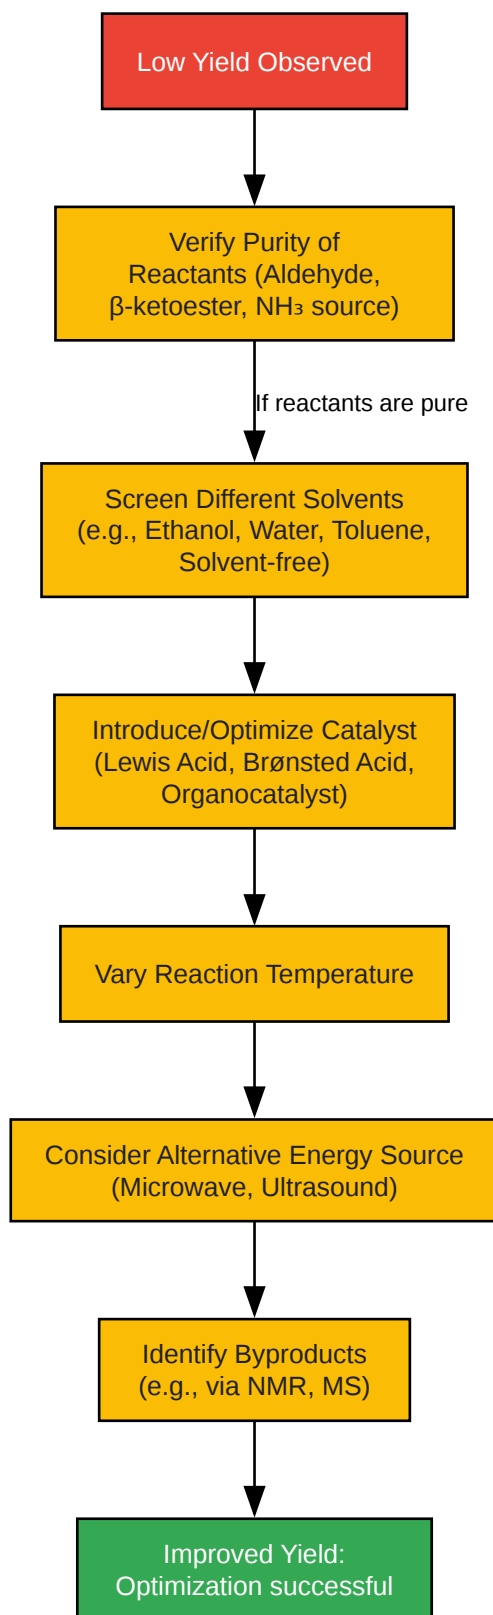 Low Yield Observed
Verify Purity of
Reactants (Aldehyde,
β-ketoester, NH₃ source)
If reactants are pure
Screen Different Solvents
(e.g., Ethanol, Water, Toluene,
Solvent-free)
Introduce/Optimize Catalyst
(Lewis Acid, Brønsted Acid,
Organocatalyst)
Vary Reaction Temperature
Consider Alternative Energy Source
(Microwave, Ultrasound)
Identify Byproducts
(e.g., via NMR, MS)
Improved Yield:
Optimization successful